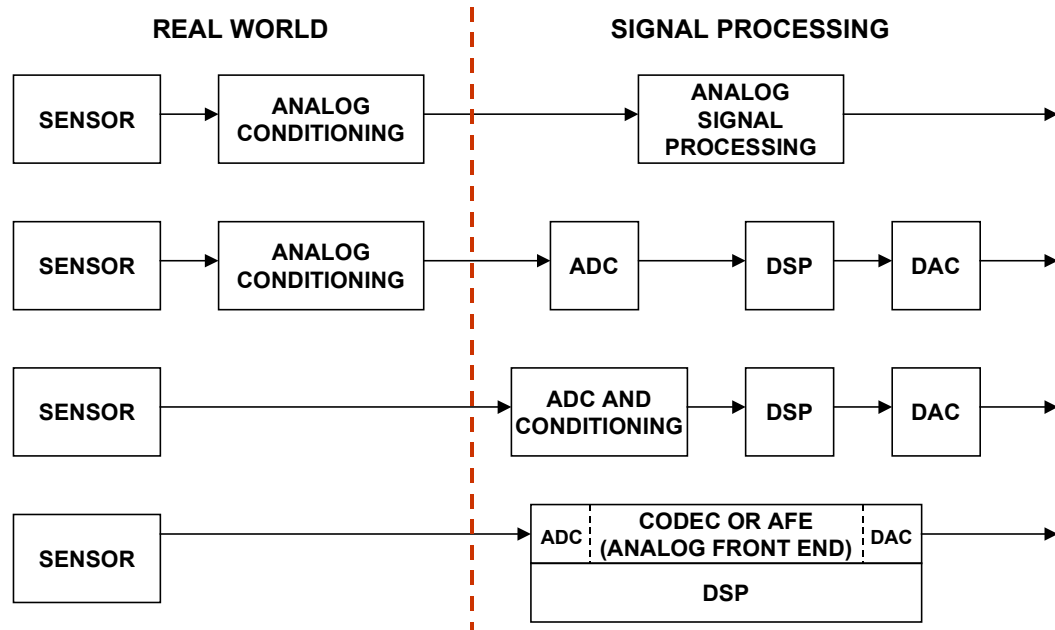 REAL WORLD
SIGNAL PROCESSING
SENSOR
ANALOG
CONDITIONING
ANALOG
SIGNAL
PROCESSING
SENSOR
ANALOG
CONDITIONING
ADC
DSP
DAC
SENSOR
ADC AND
CONDITIONING
DSP
DAC
SENSOR
ADC
CODEC OR AFE
(ANALOG FRONT END)
DAC
DSP